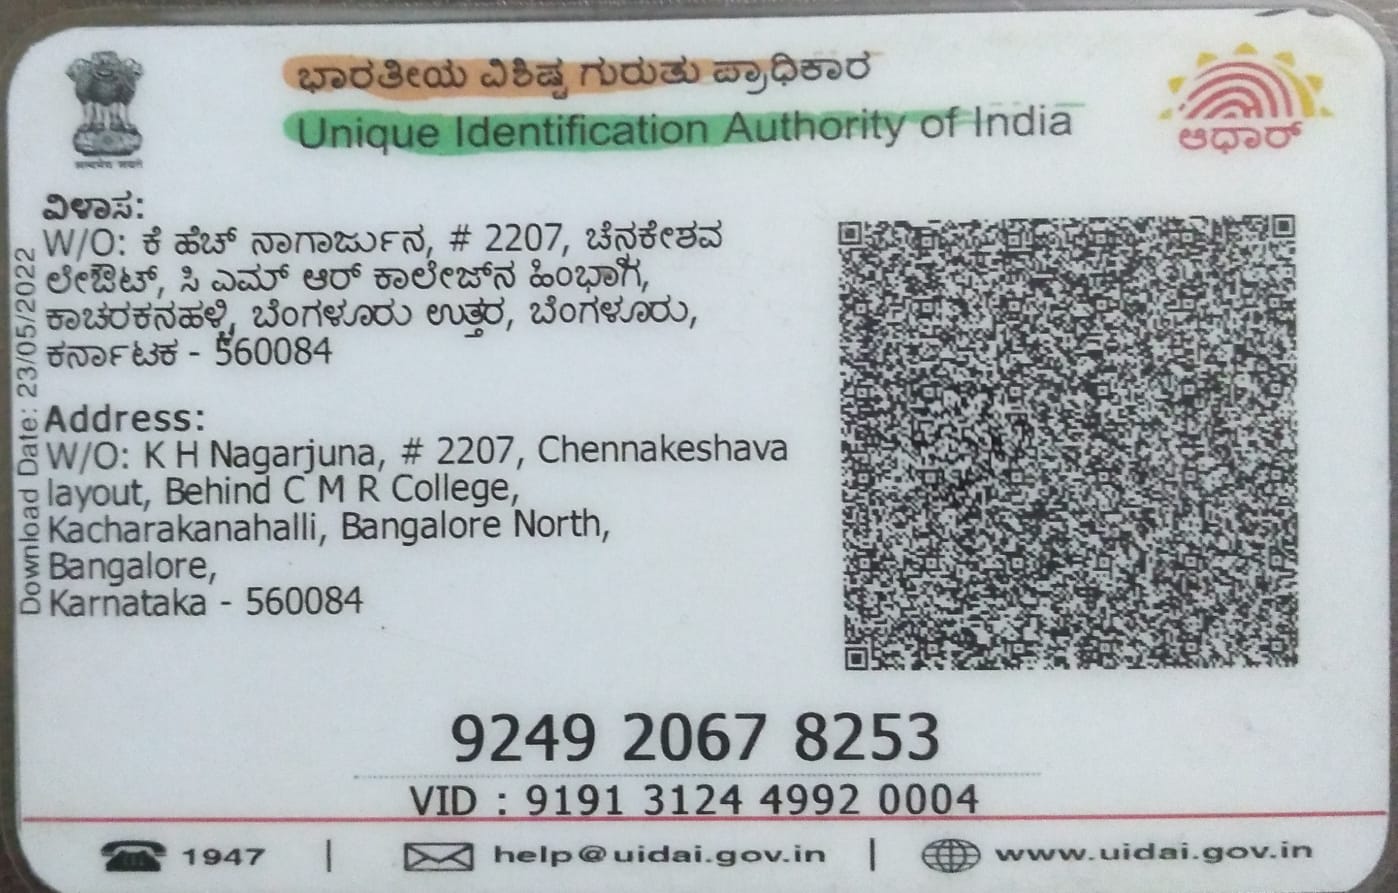 ಭಾರತೀಯ ವಿಶಿಷ್ಟ ಗುರುತು ಪ್ರಾಧಿಕಾರ
Unique Identification Authority of India
ಆಧಾರ್
ವಿಳಾಸ:
W/O: ಕೆ ಹೆಚ್ ನಾಗಾರ್ಜುನ, # 2207, ಚೆನ್ನಕೇಶವ
ಲೇಔಟ್, ಸಿ ಎಮ್ ಆರ್ ಕಾಲೇಜ್‌ನ ಹಿಂಭಾಗ,
ಕಾಚರಕನಹಳ್ಳಿ, ಬೆಂಗಳೂರು ಉತ್ತರ, ಬೆಂಗಳೂರು,
ಕರ್ನಾಟಕ - 560084
Address:
W/O: K H Nagarjuna, # 2207, Chennakeshava
layout, Behind C M R College,
Kacharakanahalli, Bangalore North,
Bangalore,
Karnataka - 560084
Download Date: 23/05/2022
9249 2067 8253
VID : 9191 3124 4992 0004
1947 | help@uidai.gov.in | www.uidai.gov.in